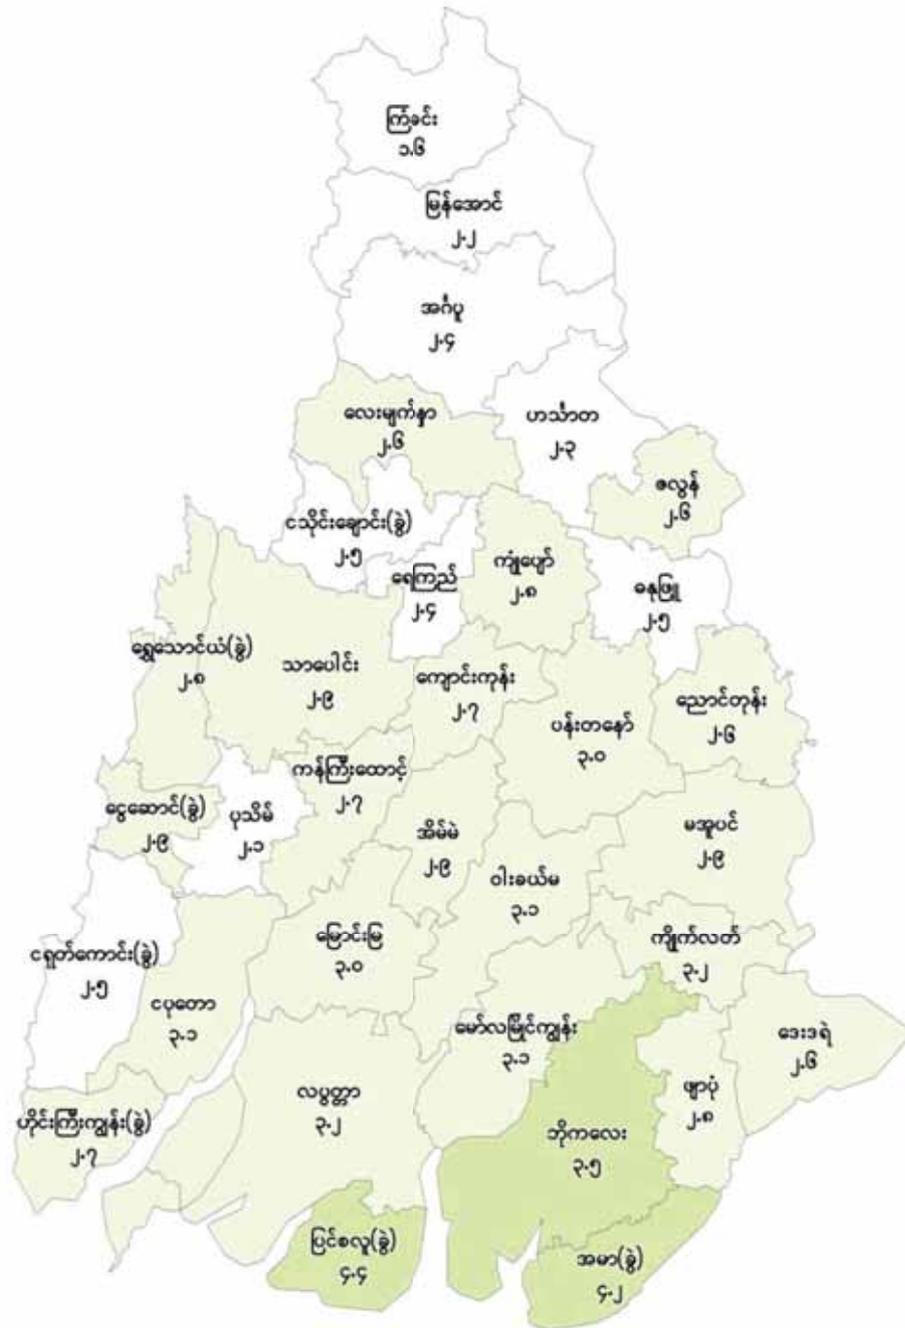 ကြံခင်း
၁.၆
မြန်အောင်
၂.၂
အင်္ဂပူ
၂.၄
လေးမျက်နှာ
၂.၆
ဟင်္သာတ
၂.၃
ဇလွန်
၂.၆
ငသိုင်းချောင်း(ခွဲ)
၂.၅
ရေကြည်
၂.၄
ကျုံပျော်
၂.၈
ဓနုဖြူ
၂.၅
ရွှေသောင်ယံ(ခွဲ)
၂.၈
သာပေါင်း
၂.၉
ကျောင်းကုန်း
၂.၇
ပန်းတနော်
၃.၀
ညောင်တုန်း
၂.၆
ငွေဆောင်(ခွဲ)
၂.၉
ပုသိမ်
၂.၁
ကန်ကြီးထောင့်
၂.၇
အိမ်မဲ
၂.၉
ဝါးခယ်မ
၃.၁
မအူပင်
၂.၉
ငရုတ်ကောင်း(ခွဲ)
၂.၅
ငပုတော
၃.၁
မြောင်းမြ
၃.၀
ကျိုက်လတ်
၃.၂
မော်လမြိုင်ကျွန်း
၃.၁
ဒေးဒရဲ
၂.၆
ဟိုင်းကြီးကျွန်း(ခွဲ)
၂.၇
လပွတ္တာ
၃.၂
ဘိုကလေး
၃.၅
ဖျာပုံ
၂.၈
ပြင်စလူ(ခွဲ)
၄.၄
အမာ(ခွဲ)
၄.၂